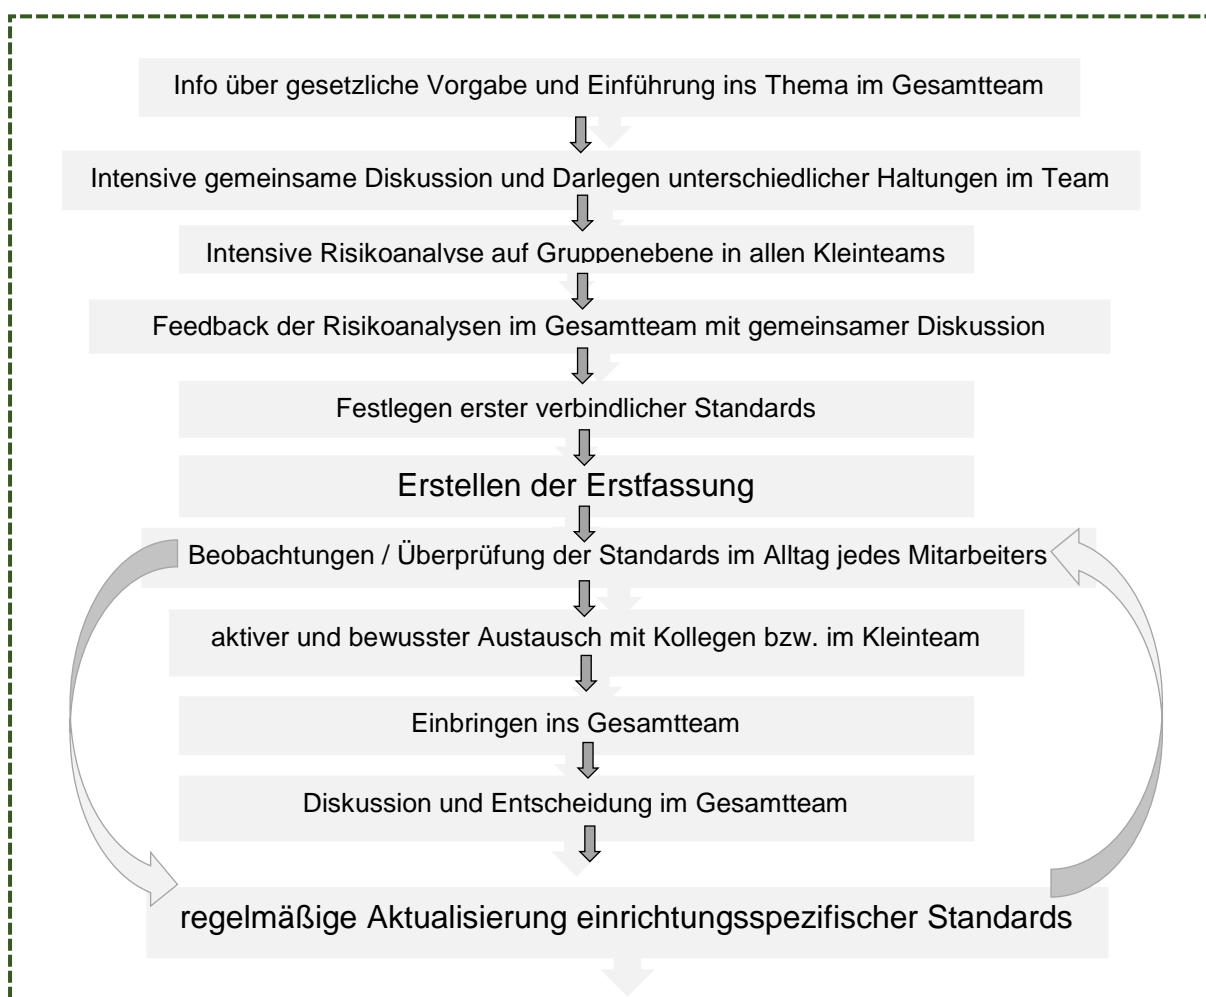 Info über gesetzliche Vorgabe und Einführung ins Thema im Gesamtteam
Intensive gemeinsame Diskussion und Darlegen unterschiedlicher Haltungen im Team
Intensive Risikoanalyse auf Gruppenebene in allen Kleinteams
Feedback der Risikoanalysen im Gesamtteam mit gemeinsamer Diskussion
Festlegen erster verbindlicher Standards
Erstellen der Erstfassung
Beobachtungen / Überprüfung der Standards im Alltag jedes Mitarbeiters
aktiver und bewusster Austausch mit Kollegen bzw. im Kleinteam
Einbringen ins Gesamtteam
Diskussion und Entscheidung im Gesamtteam
regelmäßige Aktualisierung einrichtungsspezifischer Standards